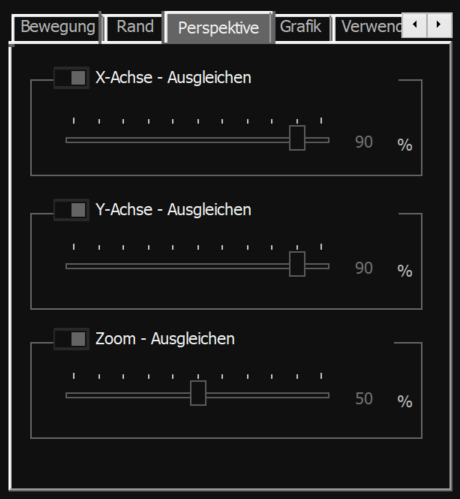 Bewegung Rand Perspektive Grafik Verwend
X-Achse - Ausgleichen
90 %
Y-Achse - Ausgleichen
90 %
Zoom - Ausgleichen
50 %